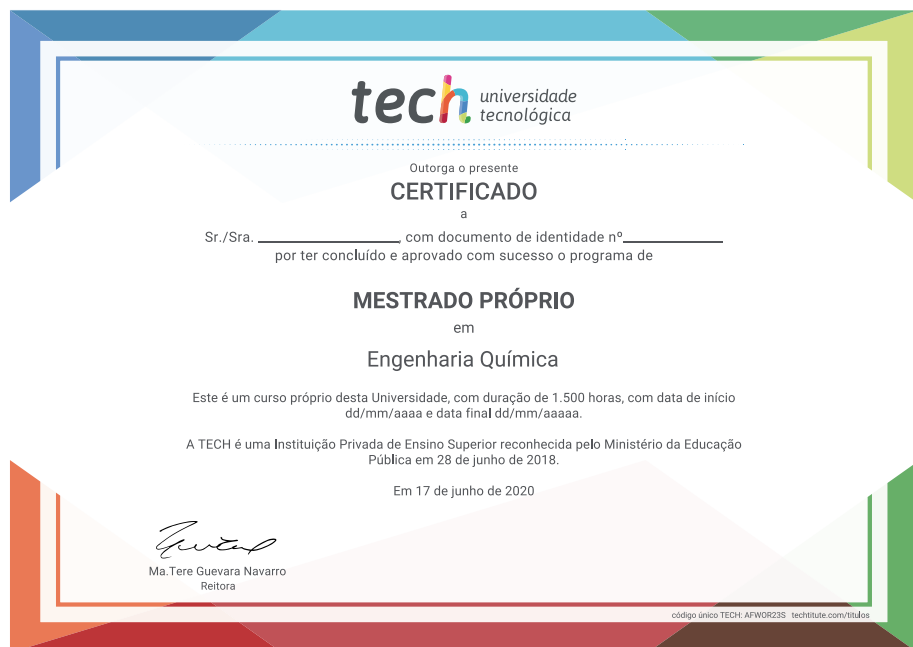 tech universidade
tecnológica
Outorga o presente
CERTIFICADO
a
Sr./Sra. ____________________, com documento de identidade nº______________
por ter concluído e aprovado com sucesso o programa de
MESTRADO PRÓPRIO
em
Engenharia Química
Este é um curso próprio desta Universidade, com duração de 1.500 horas, com data de início
dd/mm/aaaa e data final dd/mm/aaaaa.
A TECH é uma Instituição Privada de Ensino Superior reconhecida pelo Ministério da Educação
Pública em 28 de junho de 2018.
Em 17 de junho de 2020
Ma.Tere Guevara Navarro
Reitora
código único TECH: AFWOR23S techtitute.com/titulos